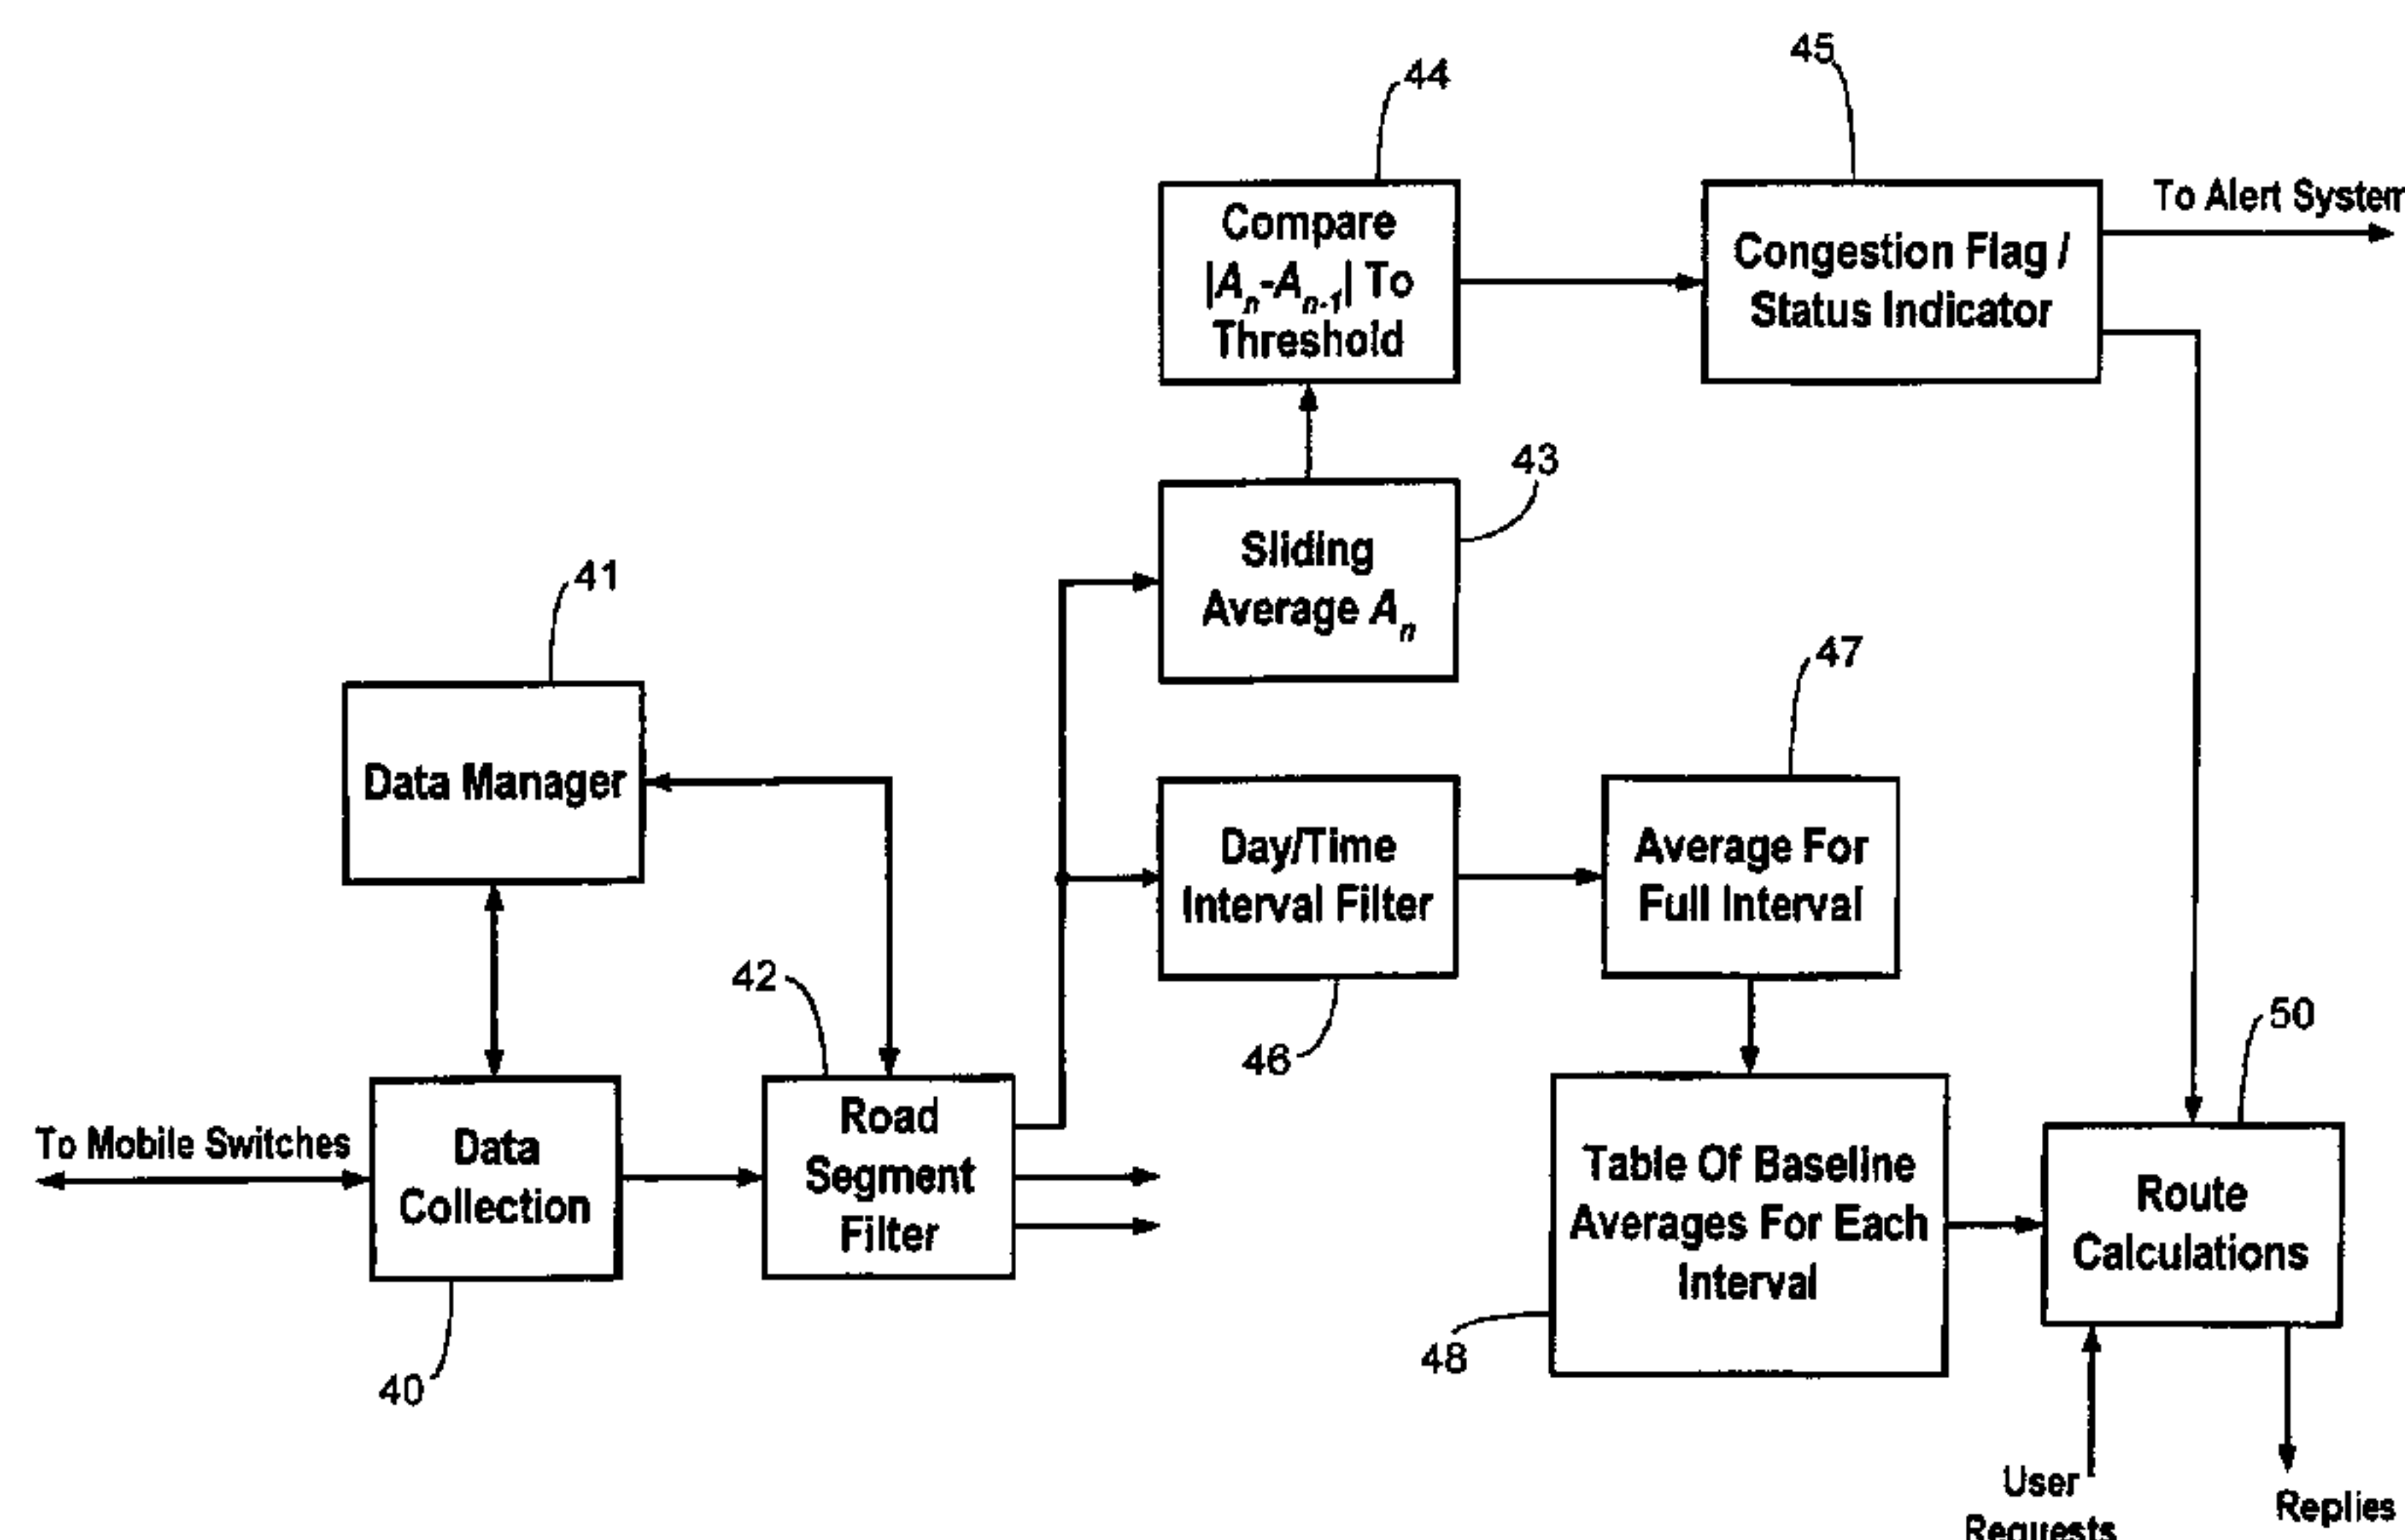 44
45
Compare
|Aₙ-Aₙ₋₁| To
Threshold
Congestion Flag /
Status Indicator
To Alert System
43
Sliding
Average Aₙ
41
Data Manager
47
Day/Time
Interval Filter
46
Average For
Full Interval
42
50
To Mobile Switches
Data
Collection
40
Road
Segment
Filter
Table Of Baseline
Averages For Each
Interval
48
Route
Calculations
User
Requests
Replies